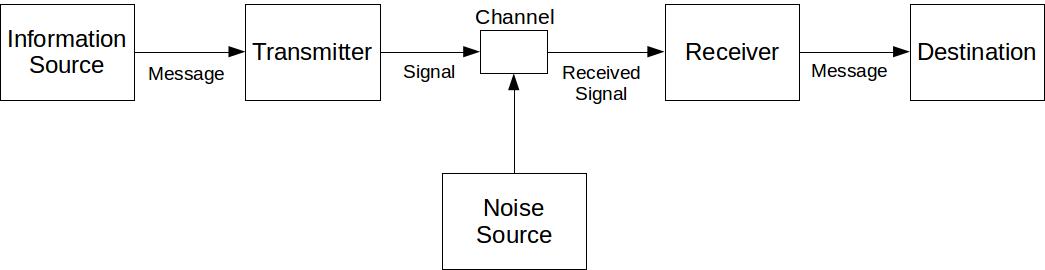 Channel
Information
Source
Message
Transmitter
Signal
Received
Signal
Receiver
Message
Destination
Noise
Source